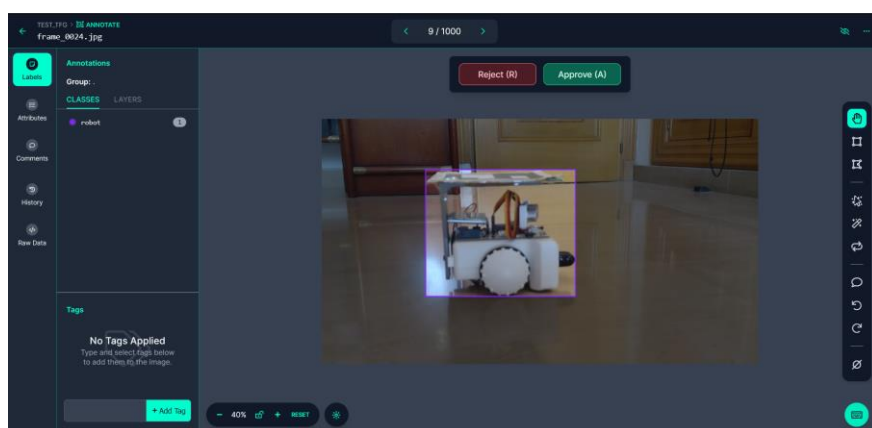 TEST_TFG > ANNOTATE
frame_0024.jpg
9 / 1000
Labels
Attributes
Comments
History
Raw Data
Annotations
Group: .
CLASSES LAYERS
robot 1
Reject (R) Approve (A)
Tags
No Tags Applied
Type and select tags below
to add them to the image.
+ Add Tag
40% RESET